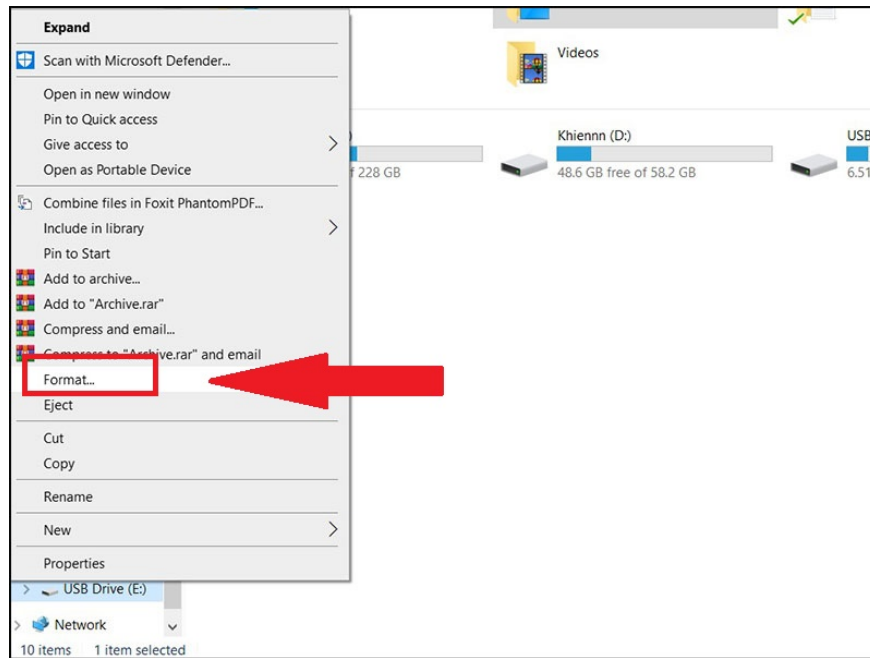 Expand
Scan with Microsoft Defender...
Open in new window
Pin to Quick access
Give access to
Open as Portable Device
Combine files in Foxit PhantomPDF...
Include in library
Pin to Start
Add to archive...
Add to "Archive.rar"
Compress and email...
Compress to "Archive.rar" and email
Format...
Eject
Cut
Copy
Rename
New
Properties
USB Drive (E:)
Network
10 items 1 item selected
Videos
)
f 228 GB
Khiennn (D:)
48.6 GB free of 58.2 GB
USB
6.51